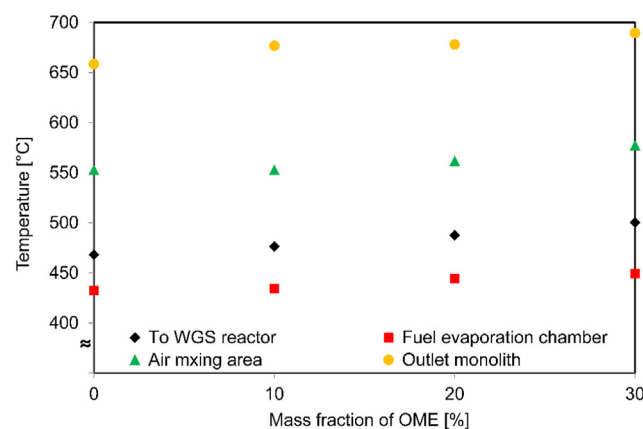 700
650
600
550
500
450
400
≈
Temperature [°C]
To WGS reactor
Fuel evaporation chamber
Air mxing area
Outlet monolith
0
10
20
30
Mass fraction of OME [%]